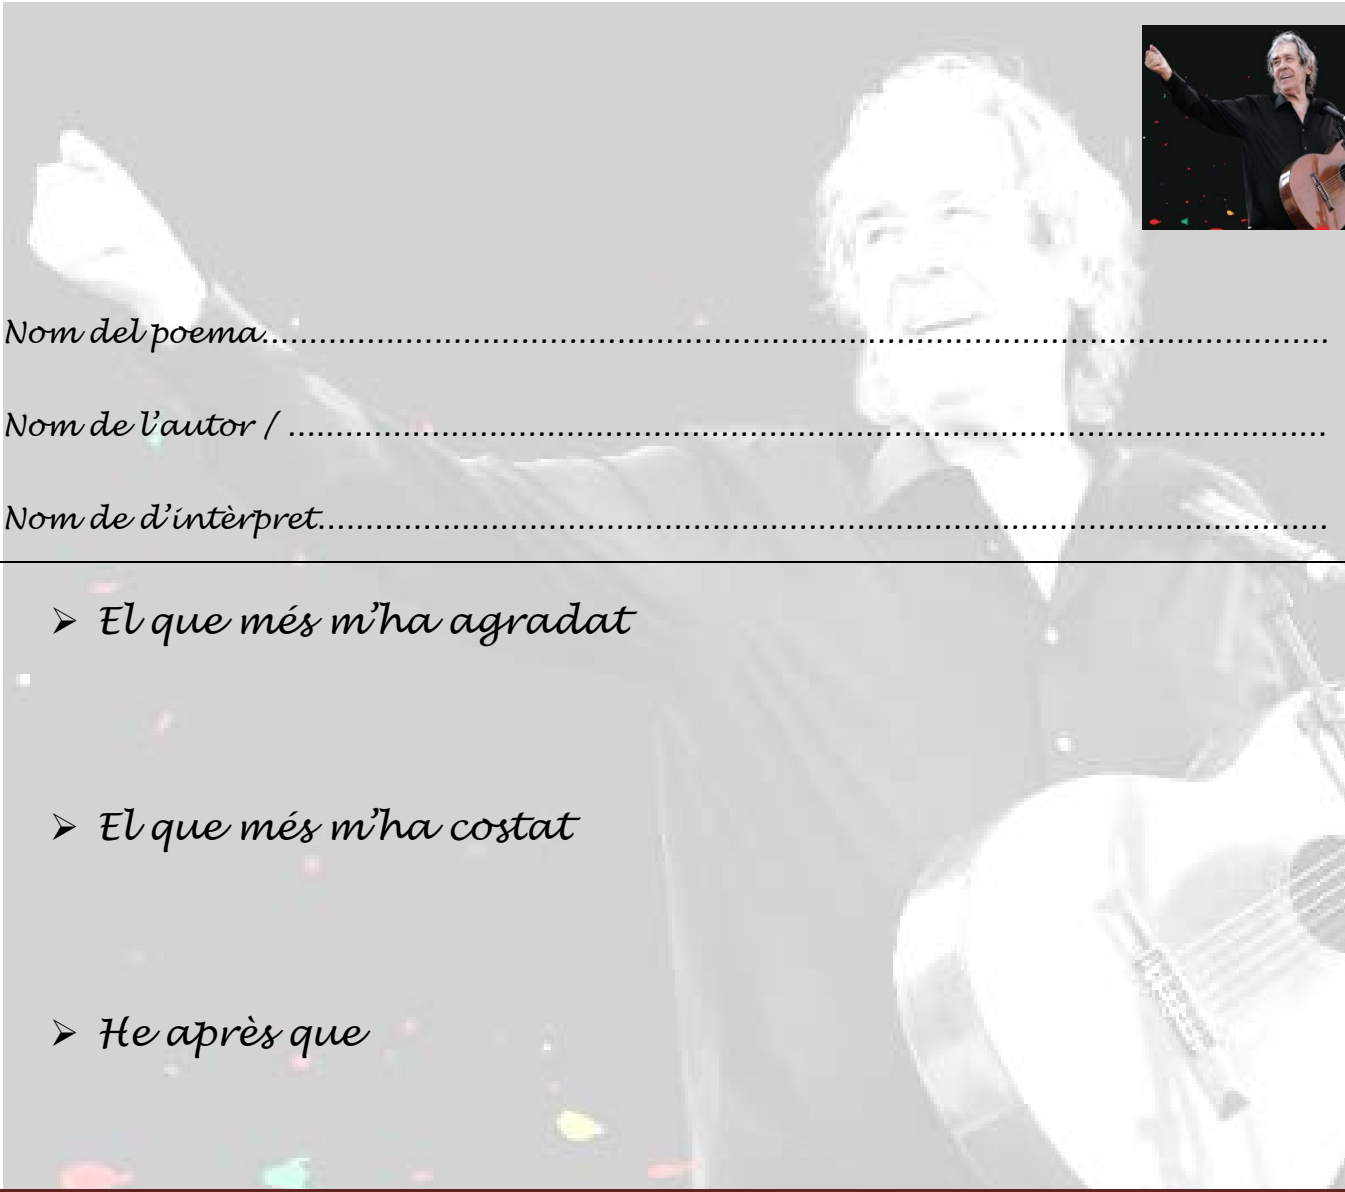 Nom del poema...............................................................................................................
Nom de l’autor / ............................................................................................................
Nom de d’intèrpret.........................................................................................................
➢ El que més m’ha agradat
➢ El que més m’ha costat
➢ He après que